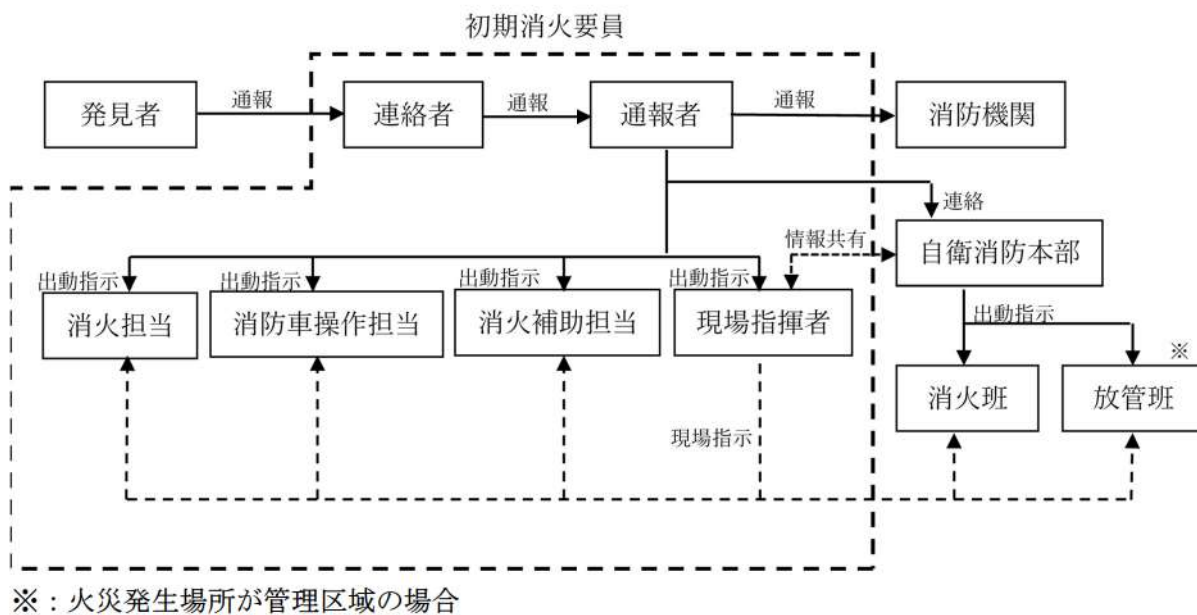 初期消火要員
発見者
通報
連絡者
通報
通報者
通報
消防機関
連絡
情報共有
自衛消防本部
出動指示
出動指示
出動指示
出動指示
消火担当
消防車操作担当
消火補助担当
現場指揮者
出動指示
※
消火班
放管班
現場指示
※：火災発生場所が管理区域の場合